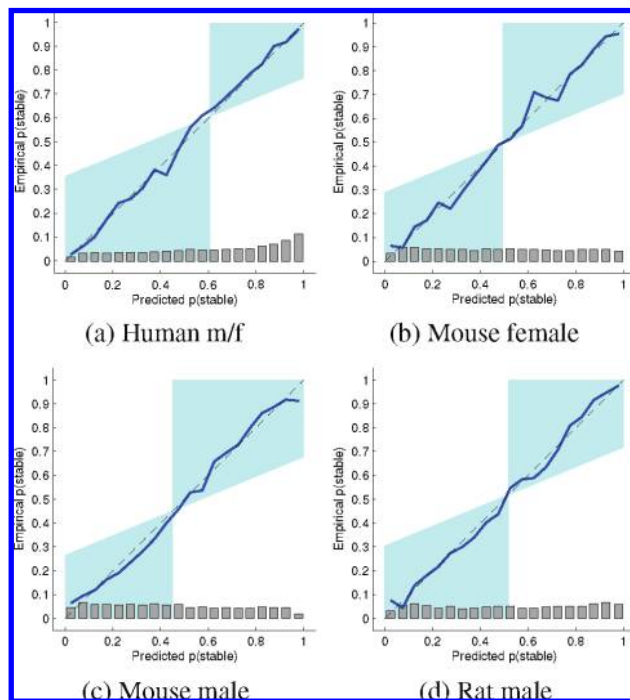 1
0.9
0.8
0.7
0.6
0.5
0.4
0.3
0.2
0.1
0
Empirical p(stable)
0 0.2 0.4 0.6 0.8 1
Predicted p(stable)
(a) Human m/f
1
0.9
0.8
0.7
0.6
0.5
0.4
0.3
0.2
0.1
0
Empirical p(stable)
0 0.2 0.4 0.6 0.8 1
Predicted p(stable)
(b) Mouse female
1
0.9
0.8
0.7
0.6
0.5
0.4
0.3
0.2
0.1
0
Empirical p(stable)
0 0.2 0.4 0.6 0.8 1
Predicted p(stable)
(c) Mouse male
1
0.9
0.8
0.7
0.6
0.5
0.4
0.3
0.2
0.1
0
Empirical p(stable)
0 0.2 0.4 0.6 0.8 1
Predicted p(stable)
(d) Rat male